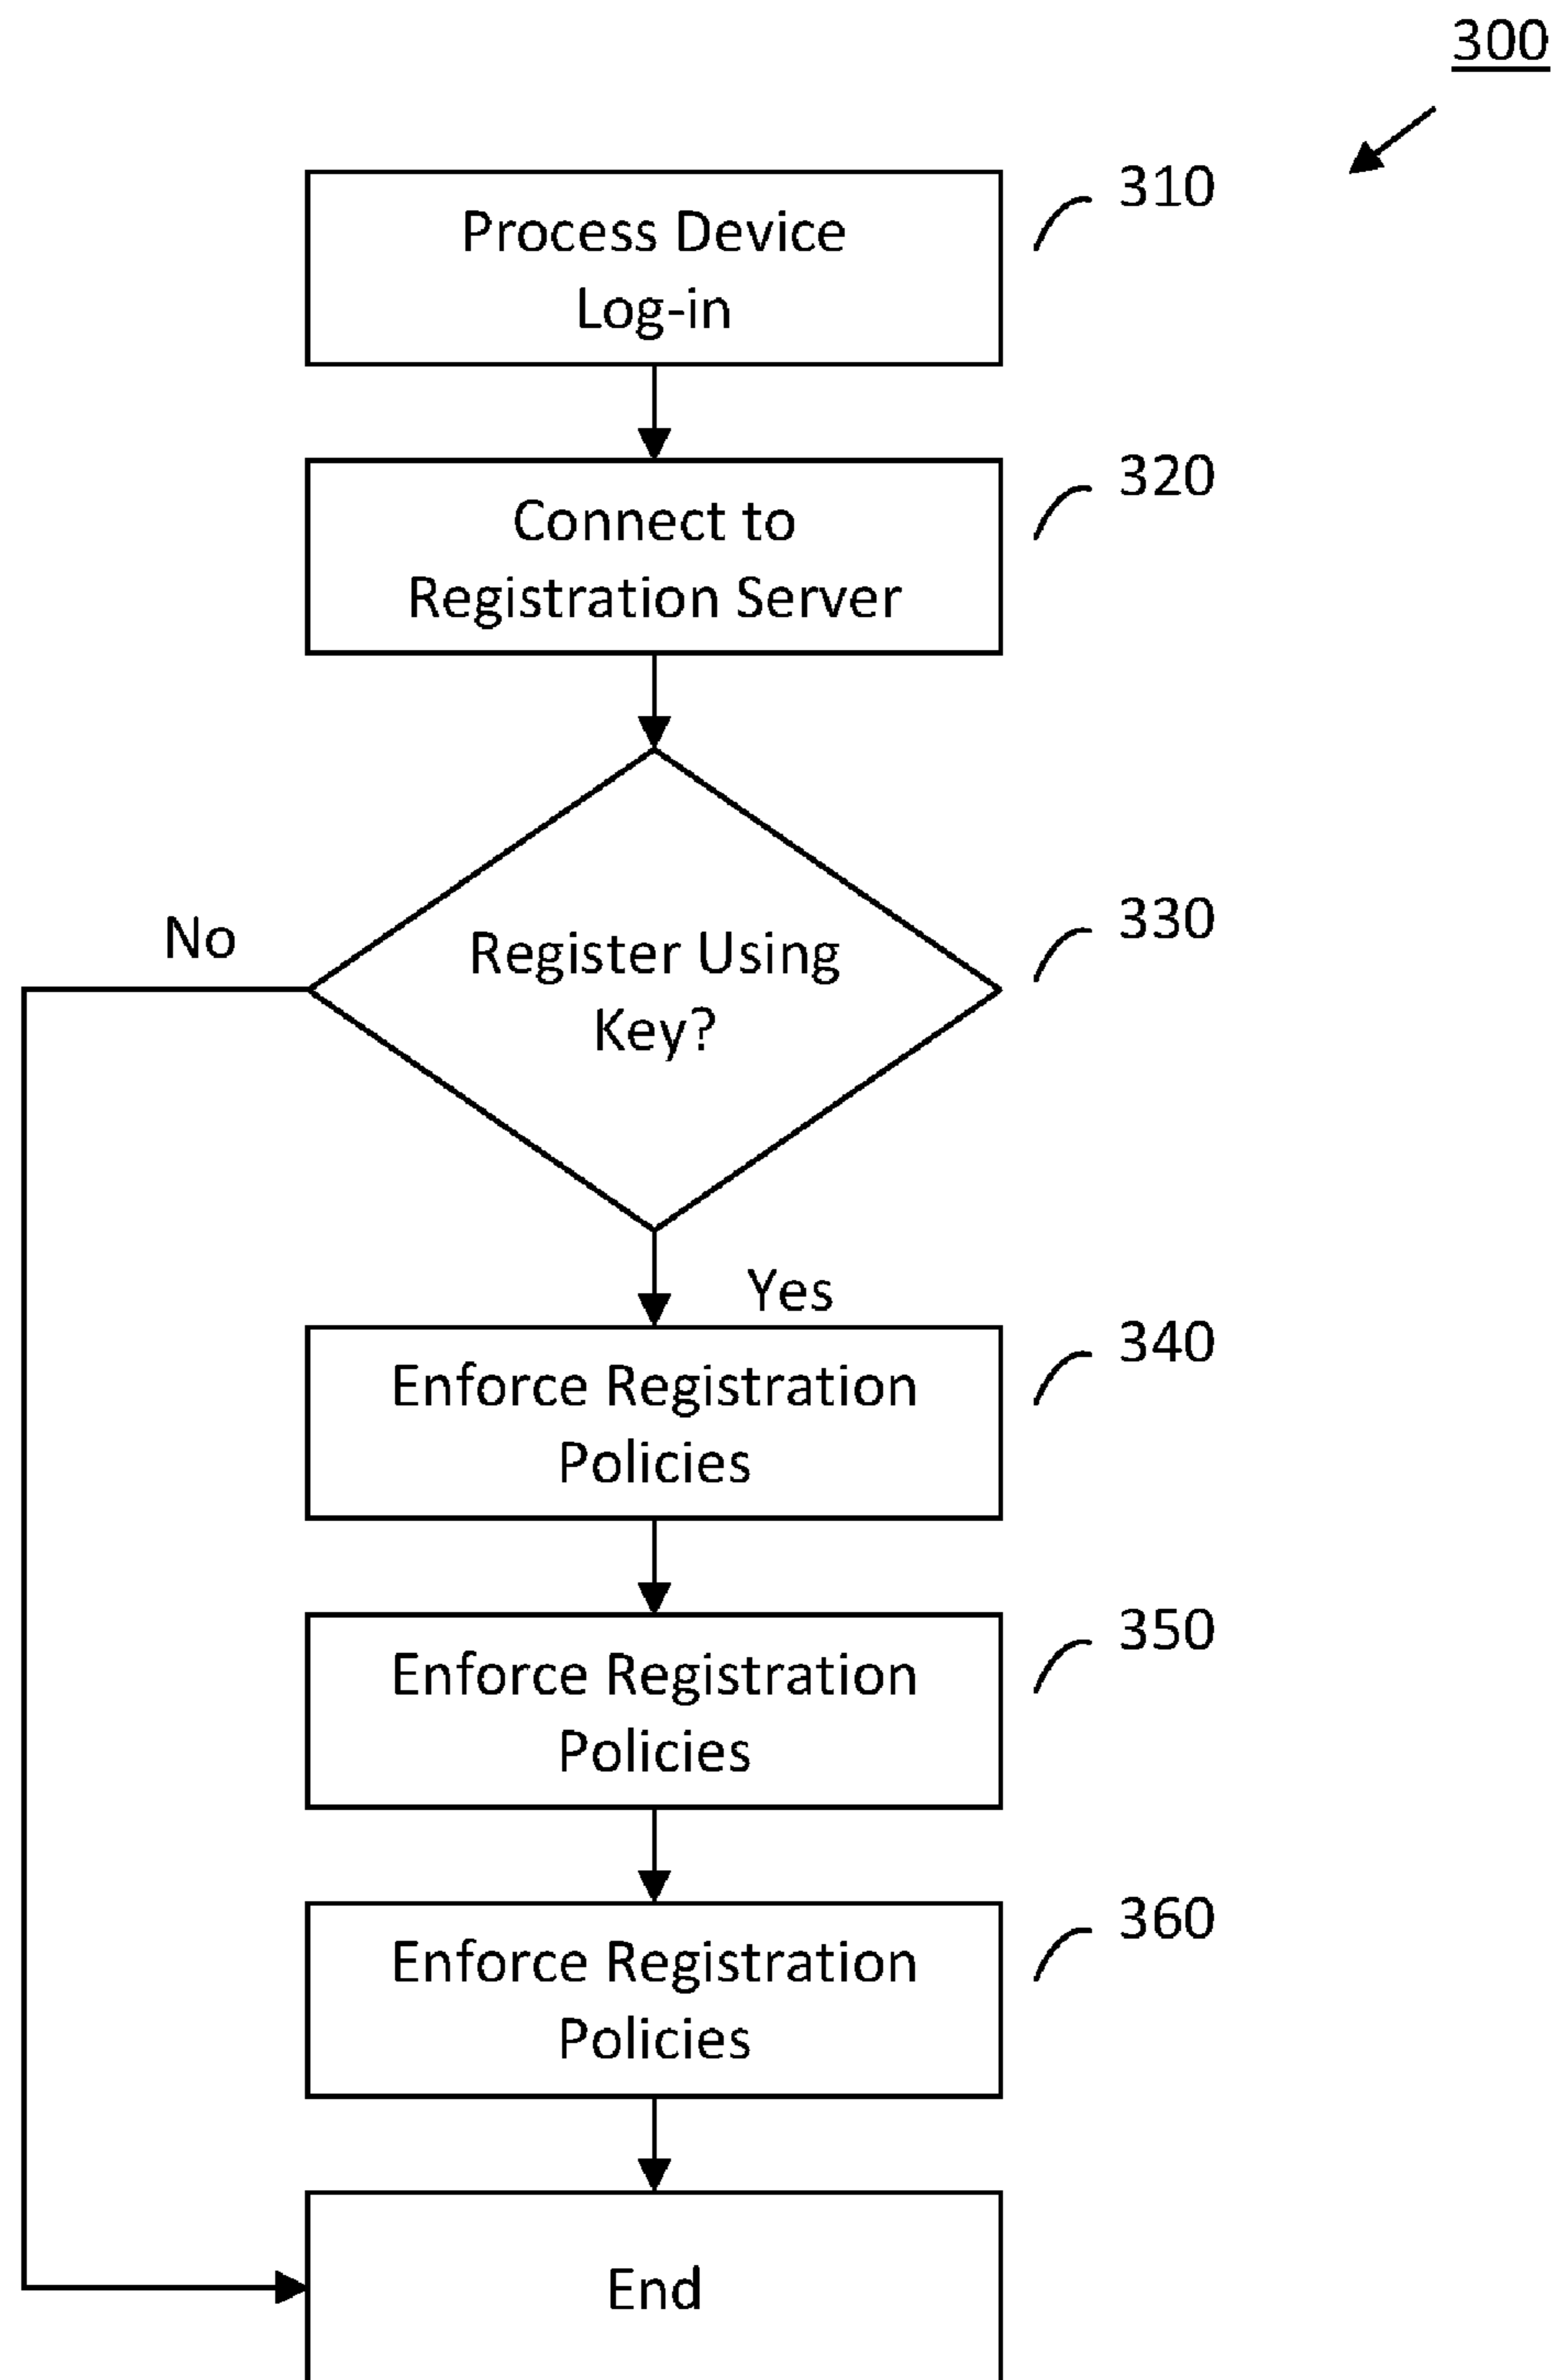 300
Process Device
Log-in
310
Connect to
Registration Server
320
No
Register Using
Key?
330
Yes
Enforce Registration
Policies
340
Enforce Registration
Policies
350
Enforce Registration
Policies
360
End